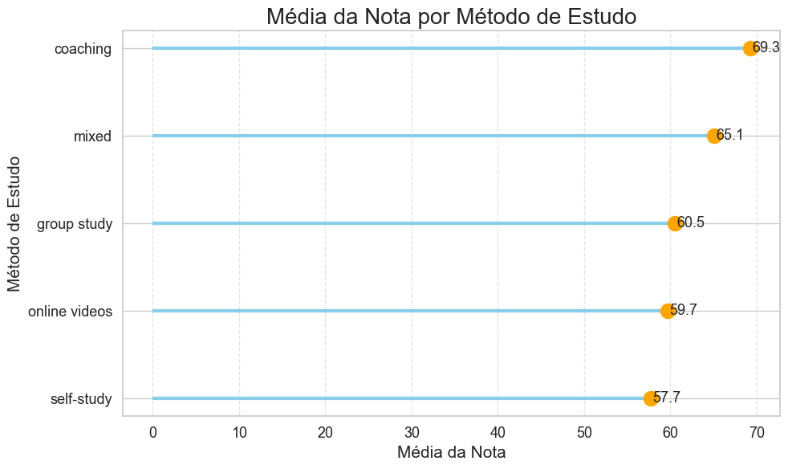 Média da Nota por Método de Estudo
Método de Estudo
coaching
69.3
mixed
65.1
group study
60.5
online videos
59.7
self-study
57.7
0 10 20 30 40 50 60 70
Média da Nota